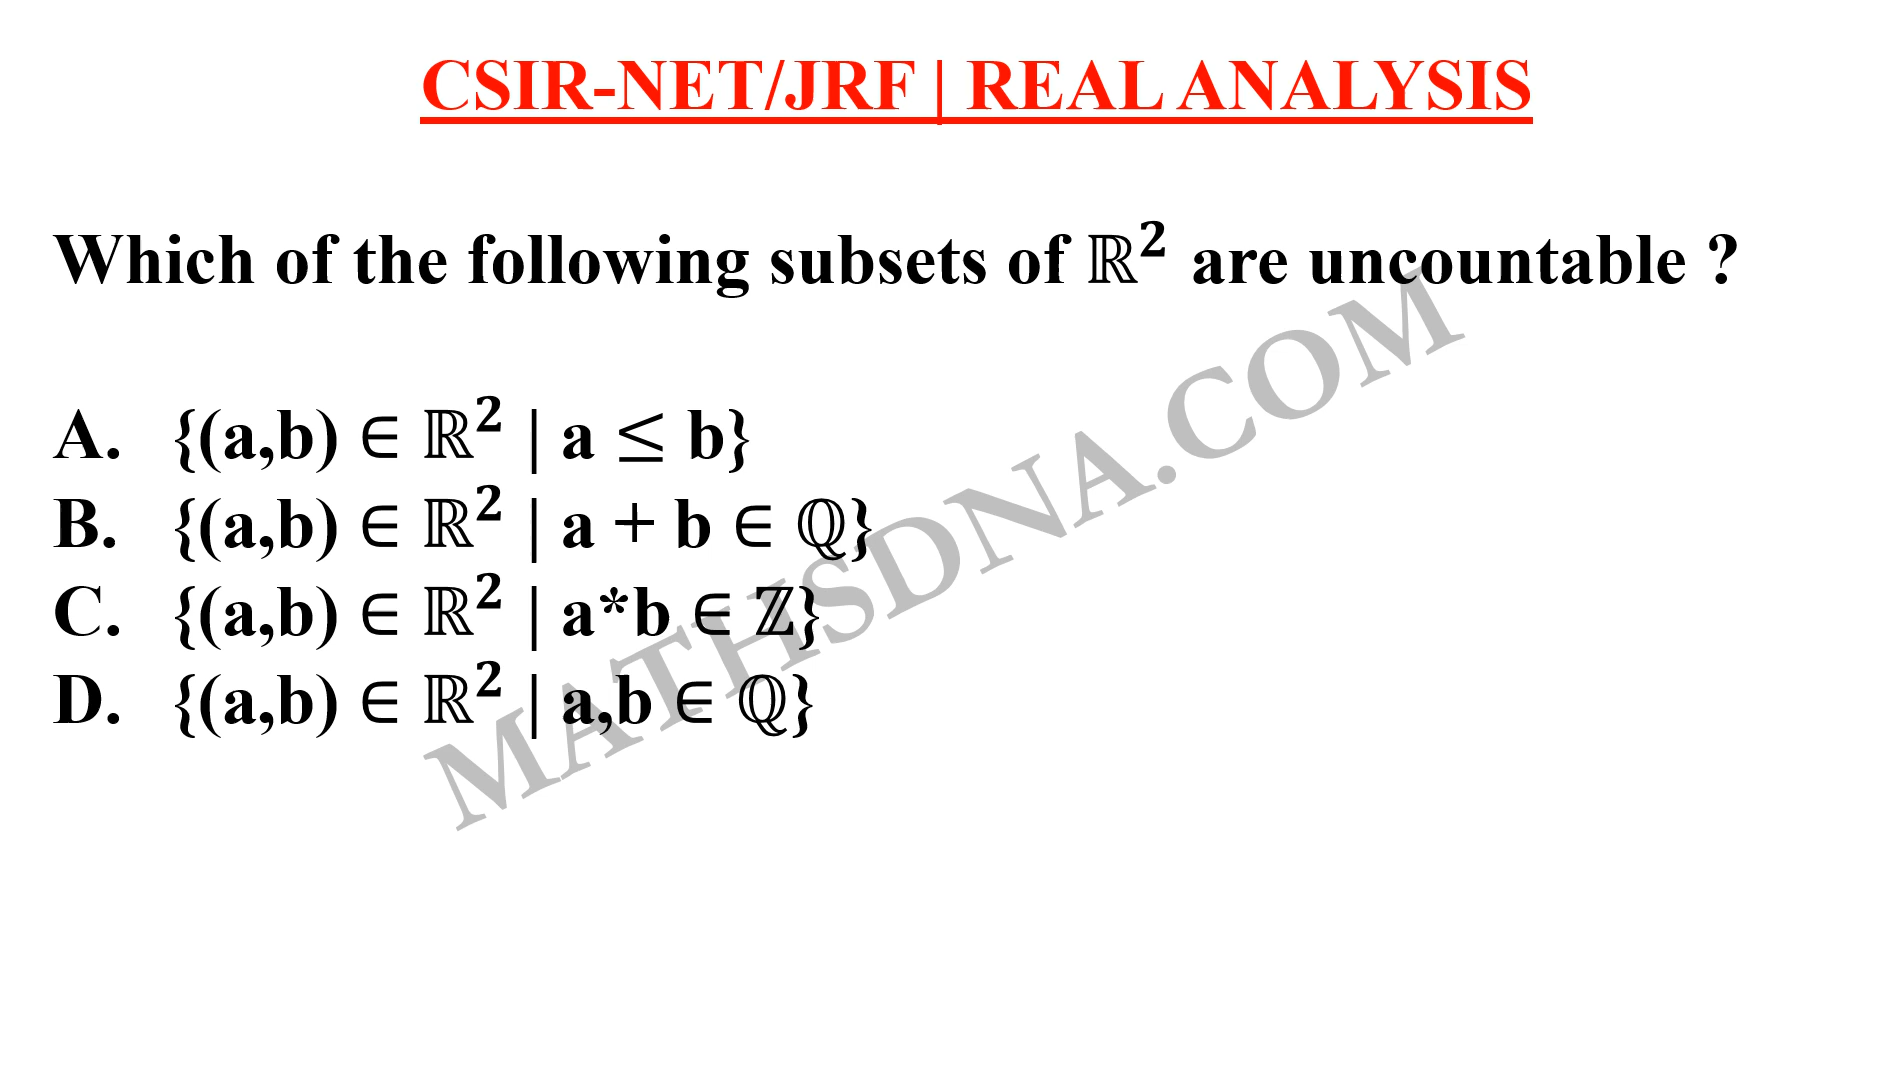 CSIR-NET/JRF | REAL ANALYSIS
Which of the following subsets of ℝ² are uncountable ?
A. {(a,b) ∈ ℝ² | a ≤ b}
B. {(a,b) ∈ ℝ² | a + b ∈ ℚ}
C. {(a,b) ∈ ℝ² | a*b ∈ ℤ}
D. {(a,b) ∈ ℝ² | a,b ∈ ℚ}
MATHSDNA.COM